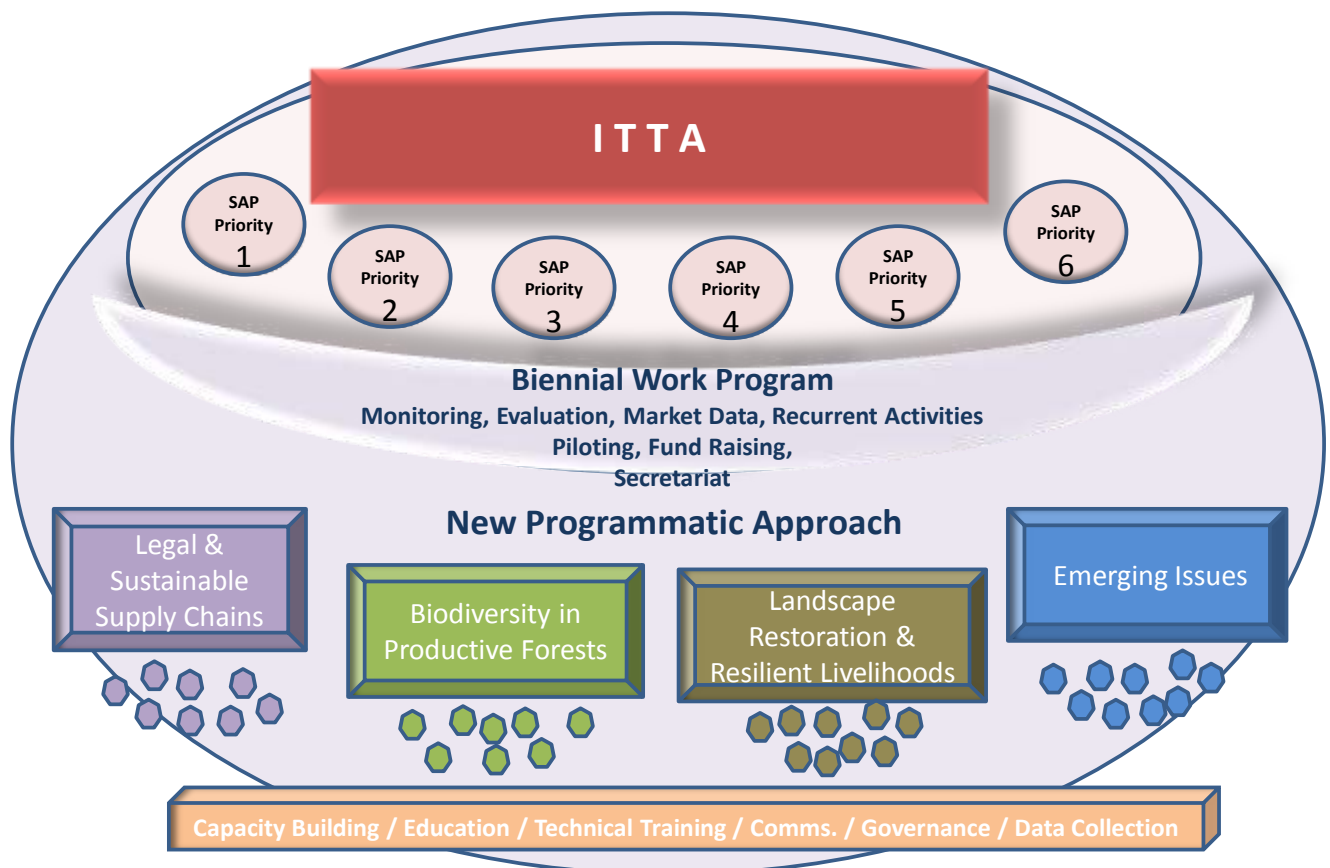 I T T A
SAP
Priority
1
SAP
Priority
2
SAP
Priority
3
SAP
Priority
4
SAP
Priority
5
SAP
Priority
6
Biennial Work Program
Monitoring, Evaluation, Market Data, Recurrent Activities
Piloting, Fund Raising,
Secretariat
New Programmatic Approach
Legal &
Sustainable
Supply Chains
Biodiversity in
Productive Forests
Landscape
Restoration &
Resilient Livelihoods
Emerging Issues
Capacity Building / Education / Technical Training / Comms. / Governance / Data Collection